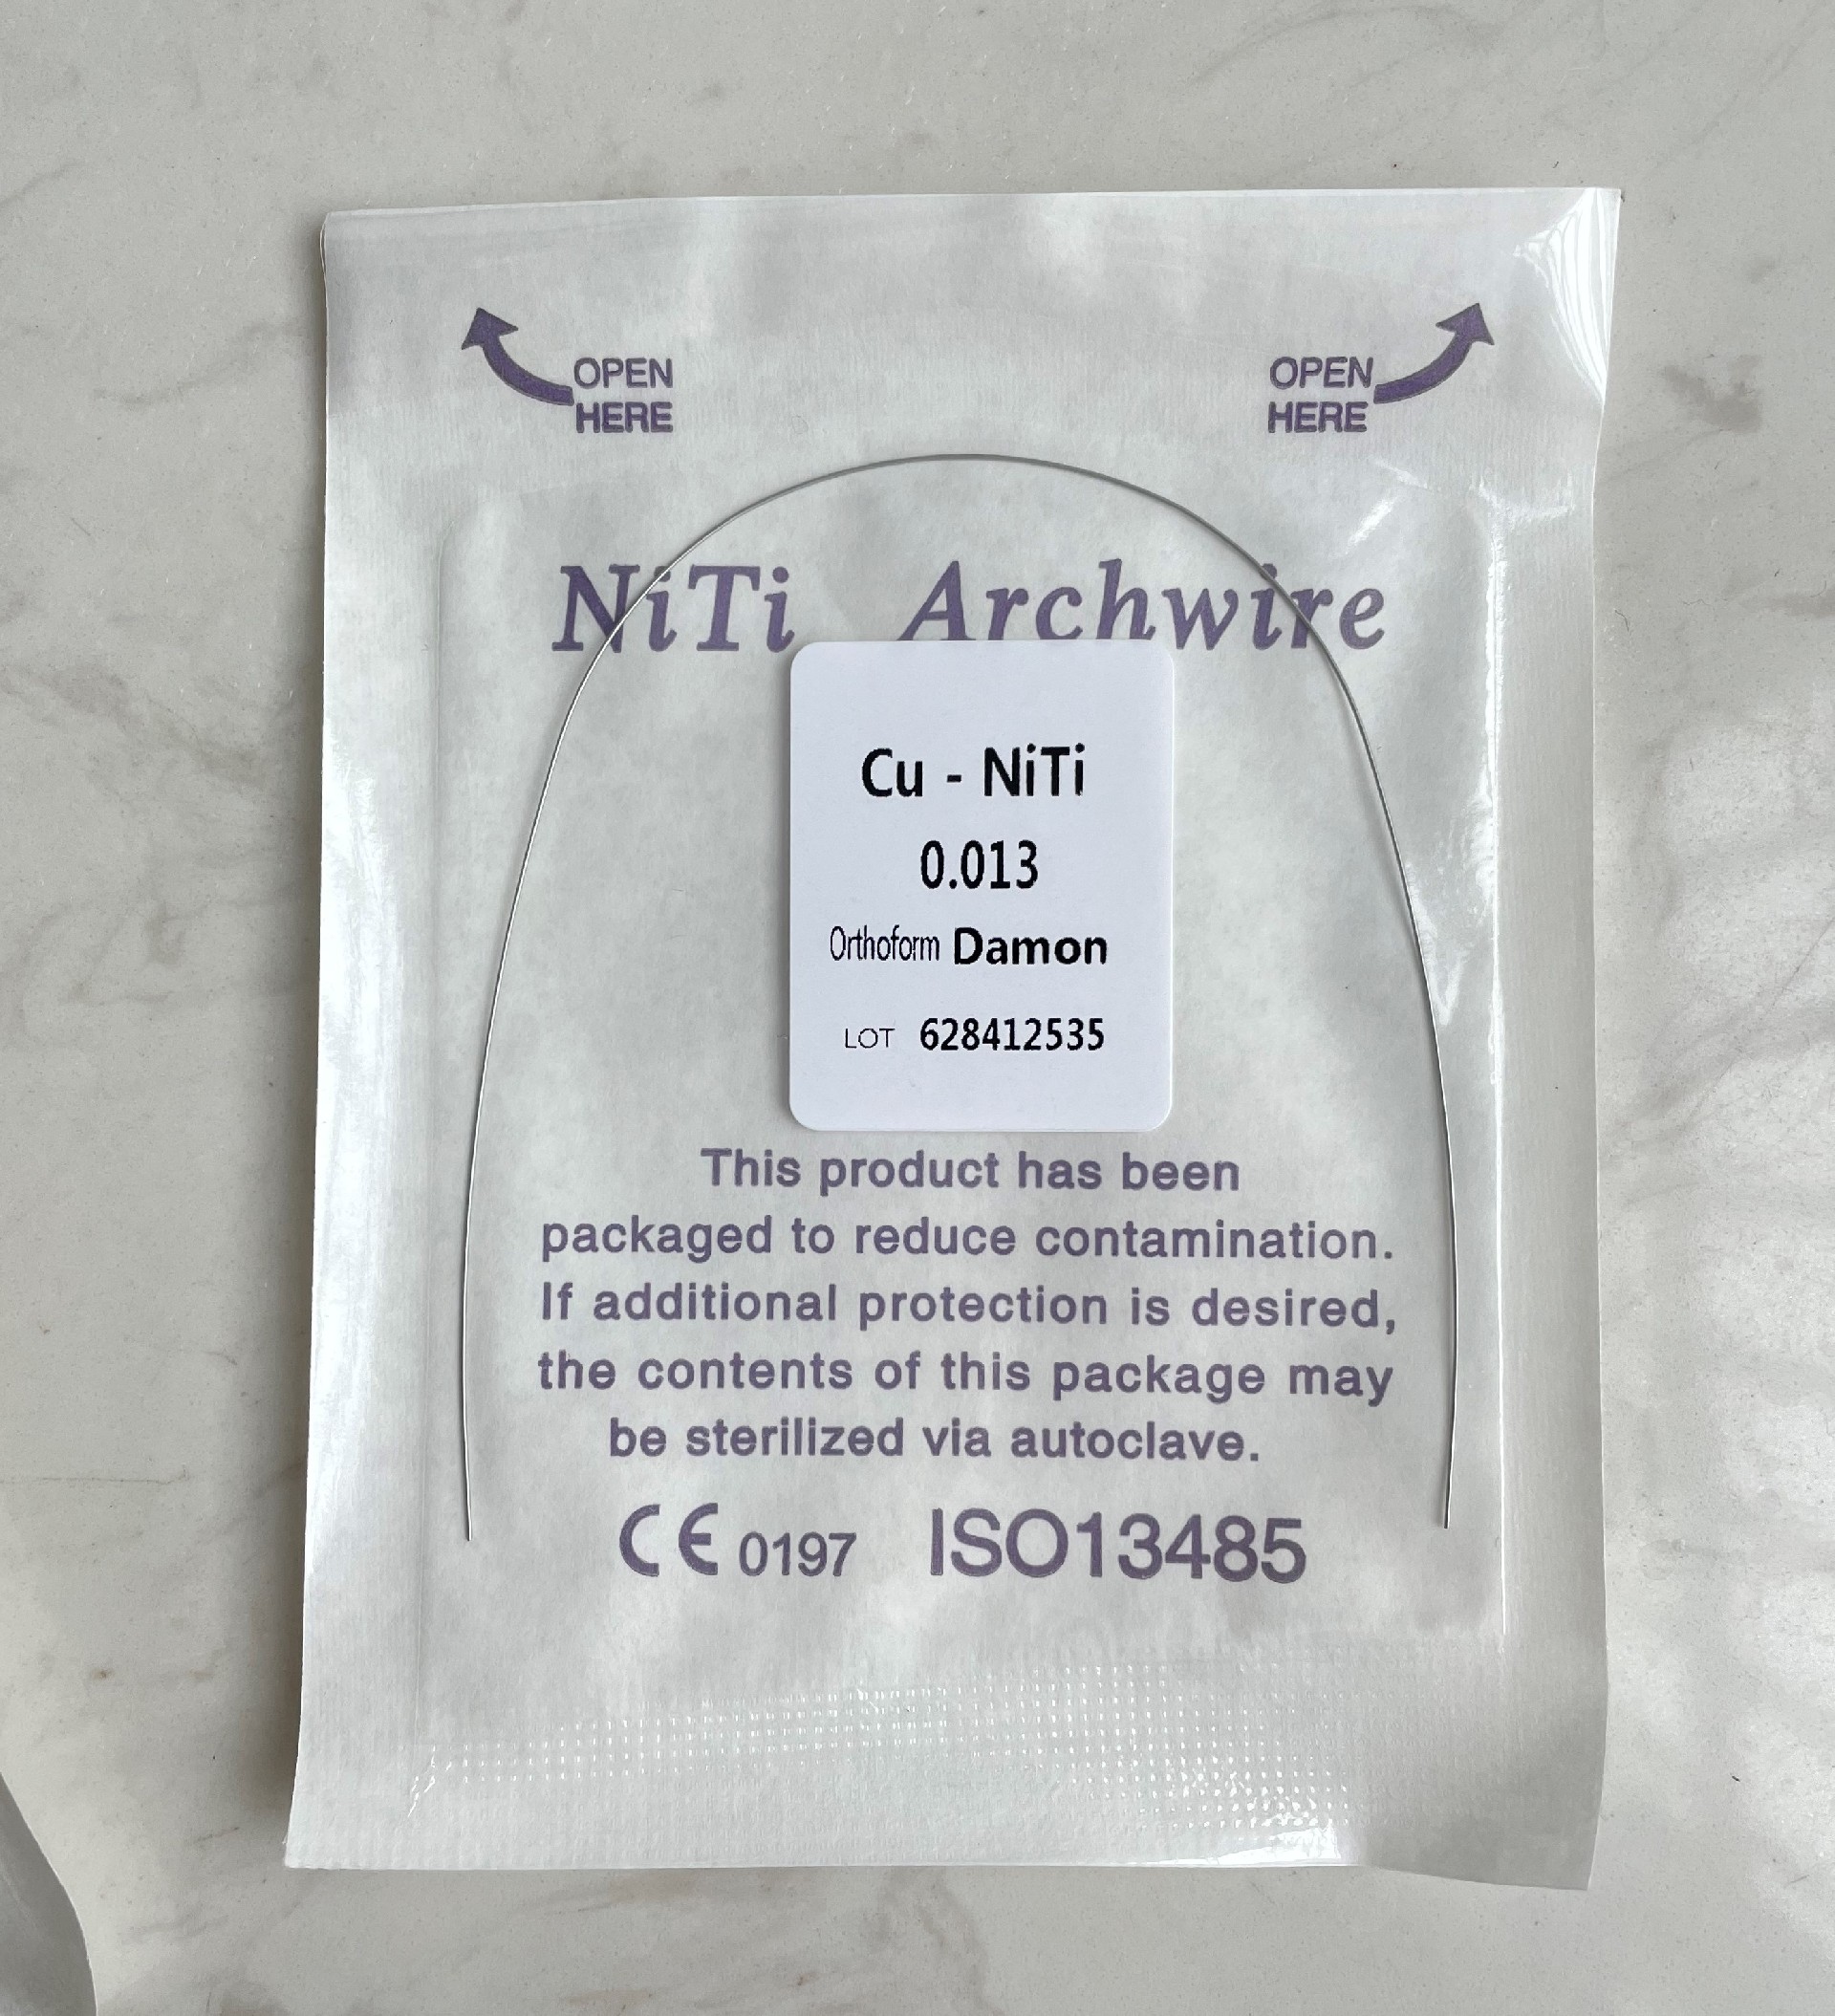 OPEN HERE
OPEN HERE
NiTi Archwire
Cu - NiTi
0.013
Orthoform Damon
LOT 628412535
This product has been
packaged to reduce contamination.
If additional protection is desired,
the contents of this package may
be sterilized via autoclave.
CE 0197 ISO13485